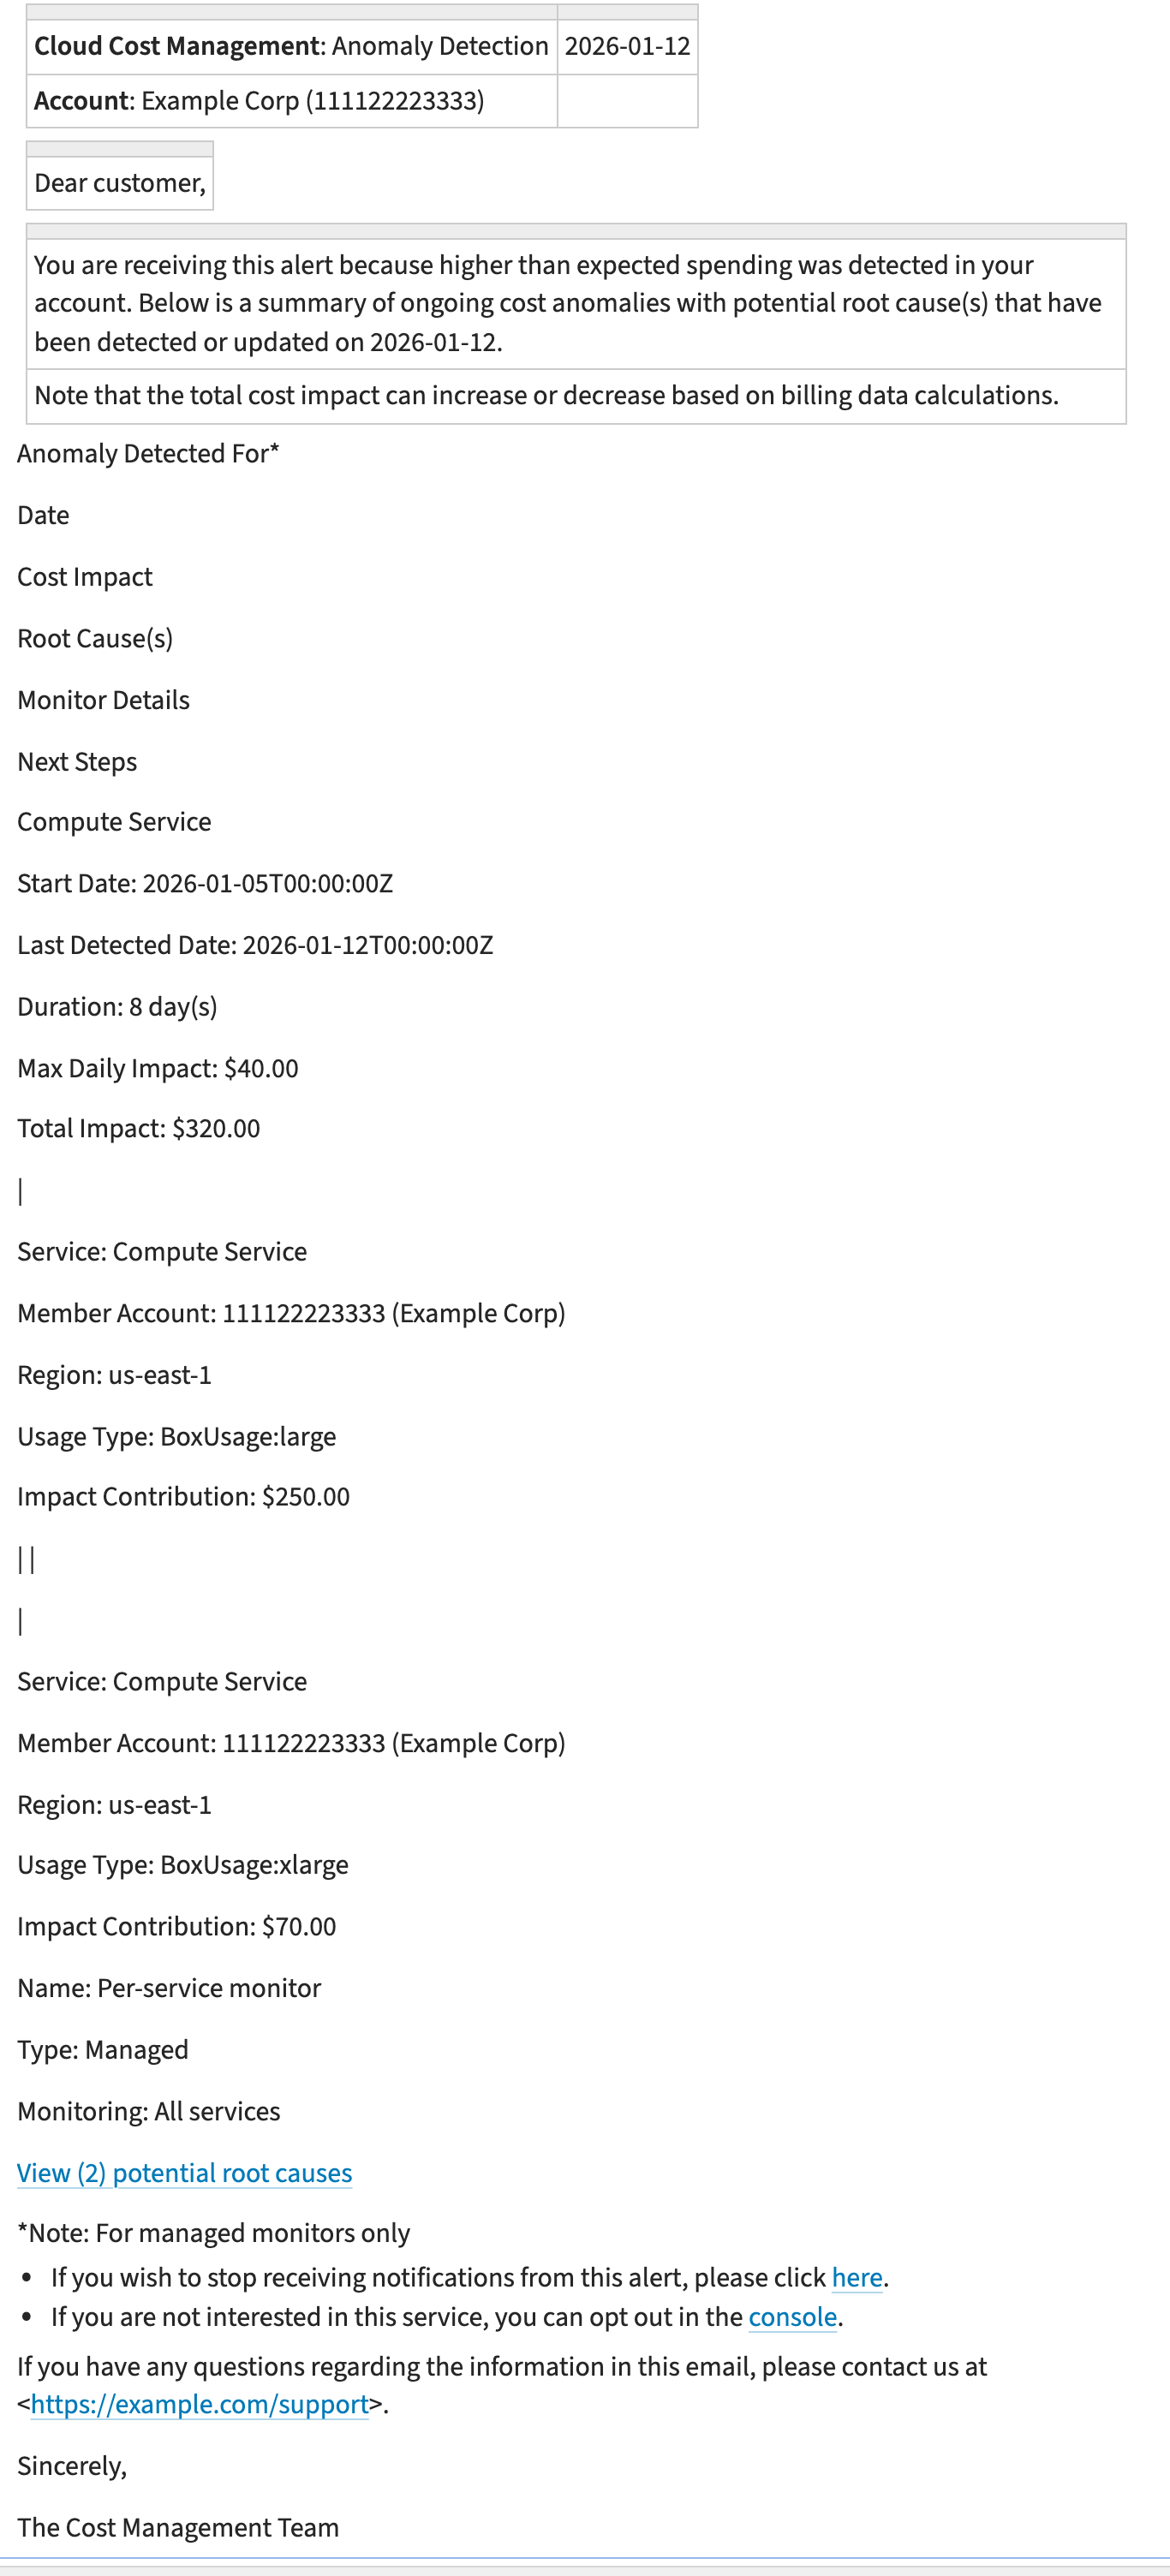 Cloud Cost Management: Anomaly Detection 2026-01-12
Account: Example Corp (111122223333)
Dear customer,
You are receiving this alert because higher than expected spending was detected in your
account. Below is a summary of ongoing cost anomalies with potential root cause(s) that have
been detected or updated on 2026-01-12.
Note that the total cost impact can increase or decrease based on billing data calculations.
Anomaly Detected For*
Date
Cost Impact
Root Cause(s)
Monitor Details
Next Steps
Compute Service
Start Date: 2026-01-05T00:00:00Z
Last Detected Date: 2026-01-12T00:00:00Z
Duration: 8 day(s)
Max Daily Impact: $40.00
Total Impact: $320.00
|
Service: Compute Service
Member Account: 111122223333 (Example Corp)
Region: us-east-1
Usage Type: BoxUsage:large
Impact Contribution: $250.00
| |
|
Service: Compute Service
Member Account: 111122223333 (Example Corp)
Region: us-east-1
Usage Type: BoxUsage:xlarge
Impact Contribution: $70.00
Name: Per-service monitor
Type: Managed
Monitoring: All services
View (2) potential root causes
*Note: For managed monitors only
• If you wish to stop receiving notifications from this alert, please click here.
• If you are not interested in this service, you can opt out in the console.
If you have any questions regarding the information in this email, please contact us at
<https://example.com/support>.
Sincerely,
The Cost Management Team